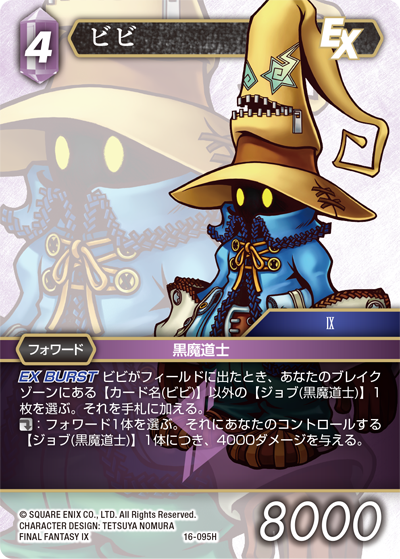 4
ビビ
EX
IX
フォワード
黒魔道士
EX BURST ビビがフィールドに出たとき、あなたのブレイク
ゾーンにある【カード名(ビビ)】以外の【ジョブ(黒魔道士)】1
枚を選ぶ。それを手札に加える。
：フォワード1体を選ぶ。それにあなたのコントロールする
【ジョブ(黒魔道士)】1体につき、4000ダメージを与える。
© SQUARE ENIX CO., LTD. All Rights Reserved.
CHARACTER DESIGN: TETSUYA NOMURA
FINAL FANTASY IX
16-095H
8000